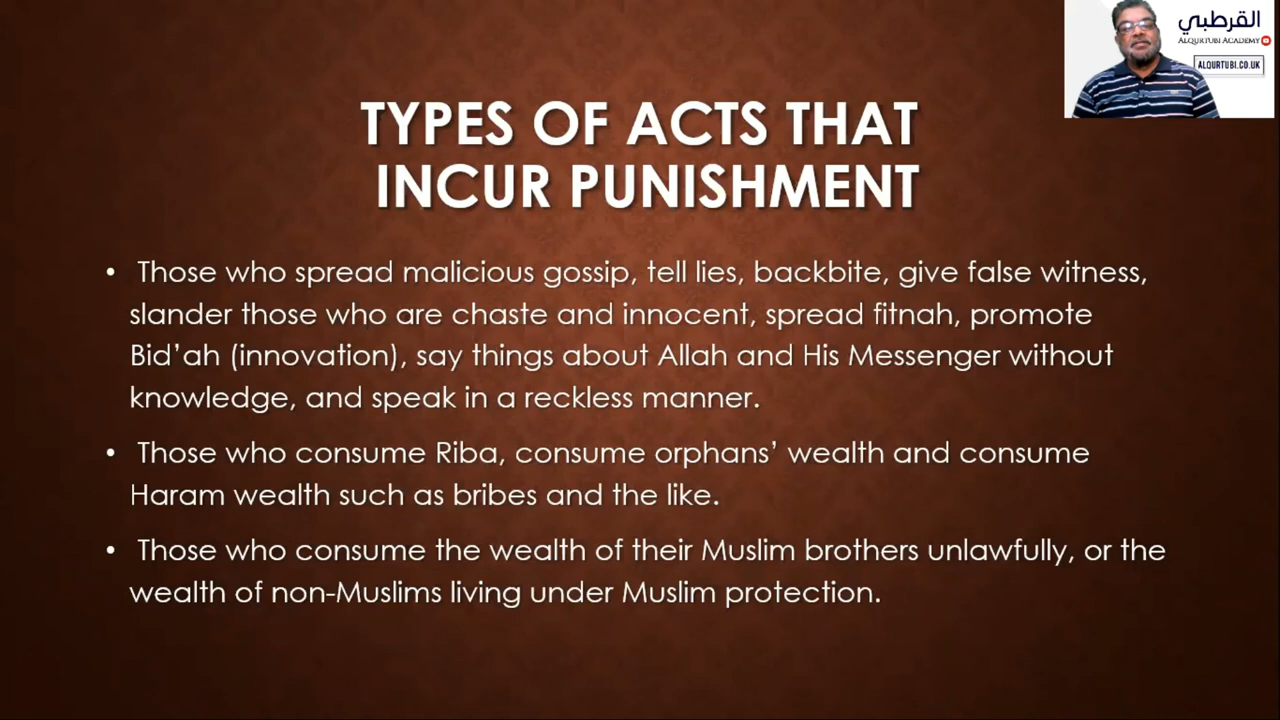 القرطبي
ALQURTUBI ACADEMY
ALQURTUBI.CO.UK
TYPES OF ACTS THAT
INCUR PUNISHMENT
• Those who spread malicious gossip, tell lies, backbite, give false witness,
slander those who are chaste and innocent, spread fitnah, promote
Bid’ah (innovation), say things about Allah and His Messenger without
knowledge, and speak in a reckless manner.
• Those who consume Riba, consume orphans’ wealth and consume
Haram wealth such as bribes and the like.
• Those who consume the wealth of their Muslim brothers unlawfully, or the
wealth of non-Muslims living under Muslim protection.